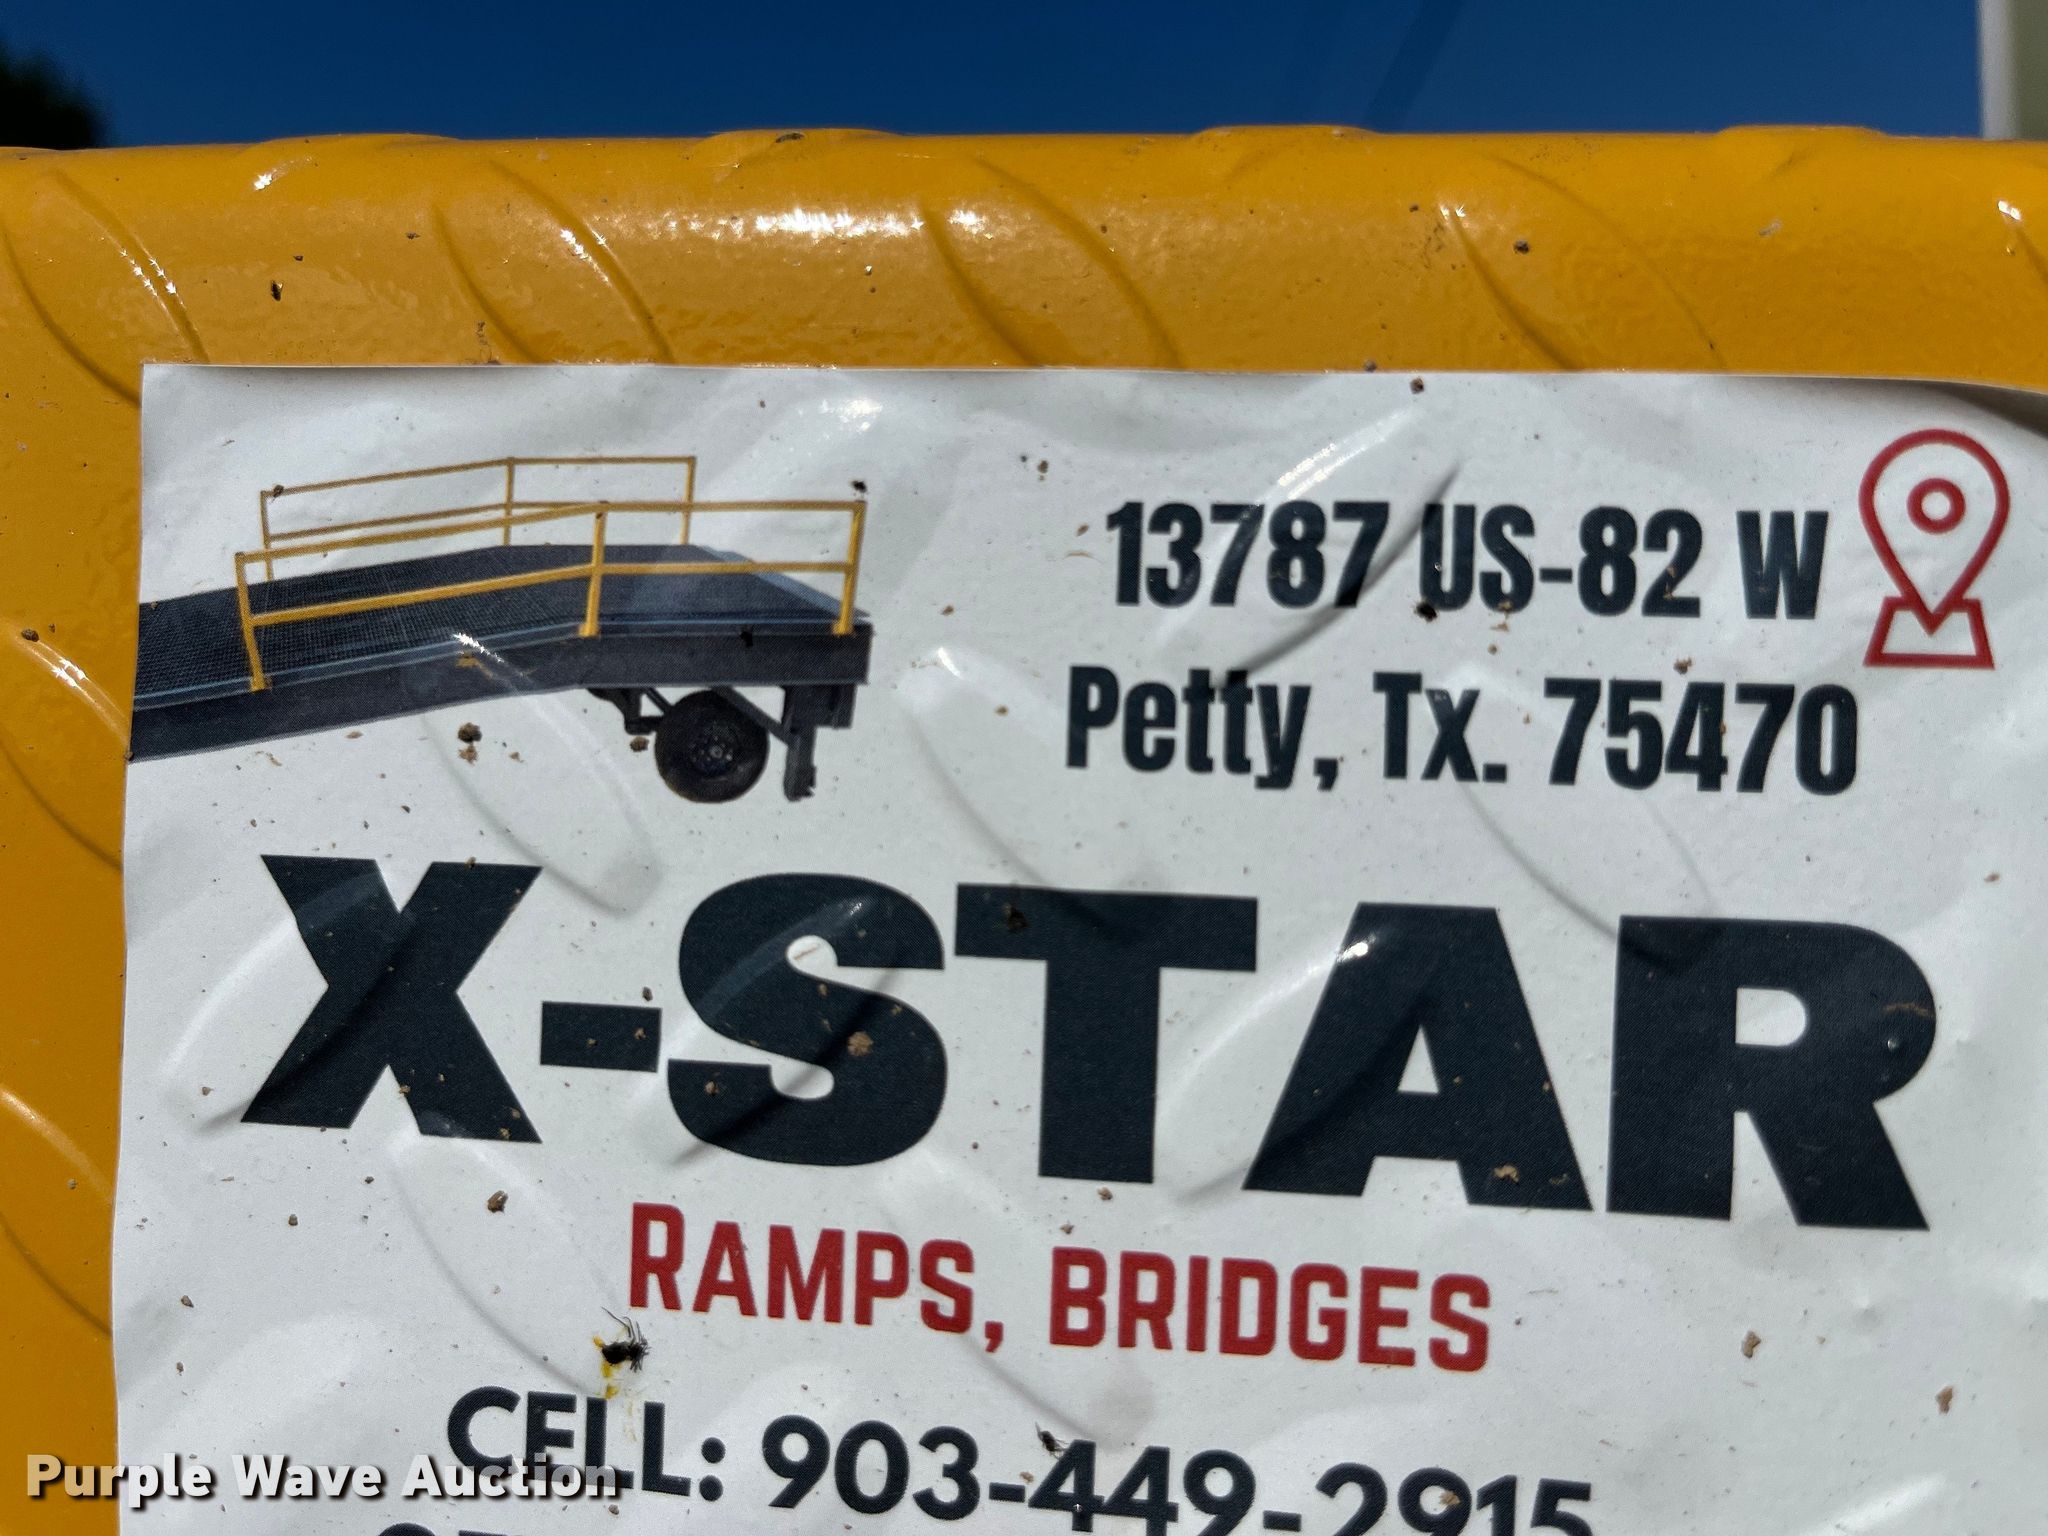 13787 US-82 W
Petty, Tx. 75470
X-STAR
RAMPS, BRIDGES
CELL: 903-449-2915
Purple Wave Auction